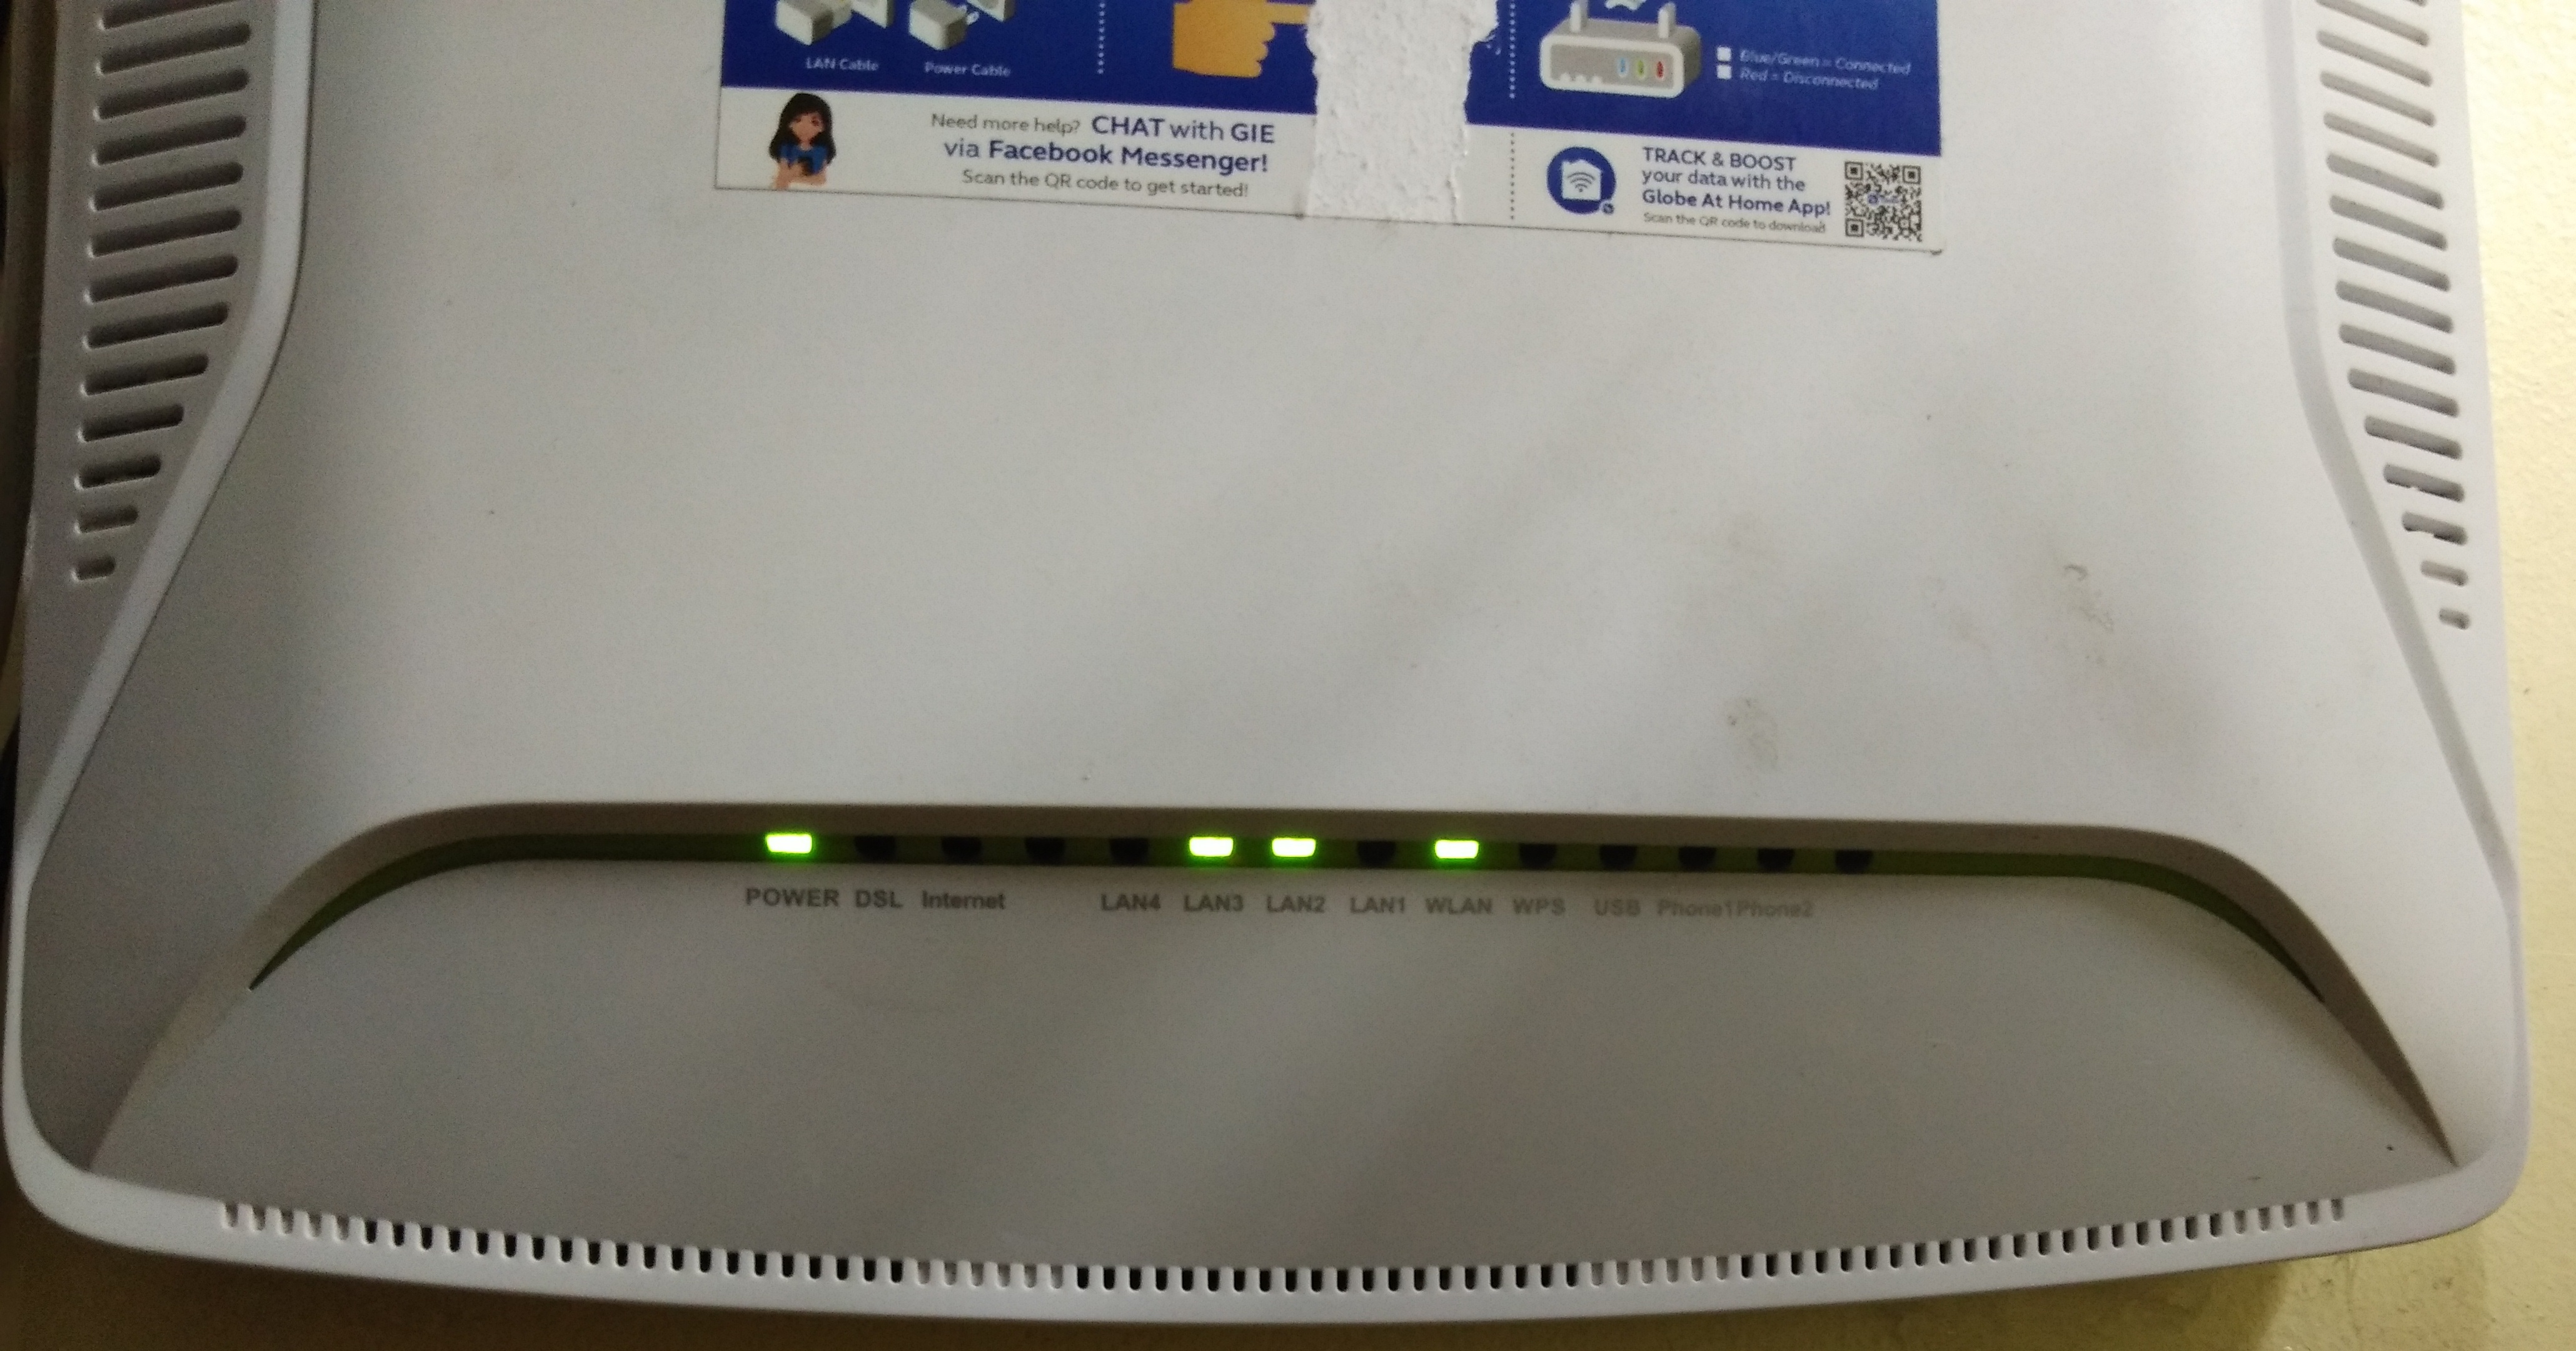 LAN Cable
Power Cable
Blue/Green = Connected
Red = Disconnected
Need more help? CHAT with GIE
via Facebook Messenger!
Scan the QR code to get started!
TRACK & BOOST
your data with the
Globe At Home App!
Scan the QR code to download
POWER DSL Internet LAN4 LAN3 LAN2 LAN1 WLAN WPS USB Phone1 Phone2